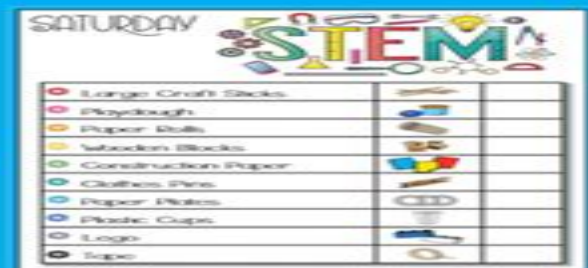 SATURDAY
STEM
Large Craft Sticks
Playdough
Paper Rolls
Wooden Blocks
Construction Paper
Clothes Pins
Paper Plates
Plastic Cups
Lego
Tape